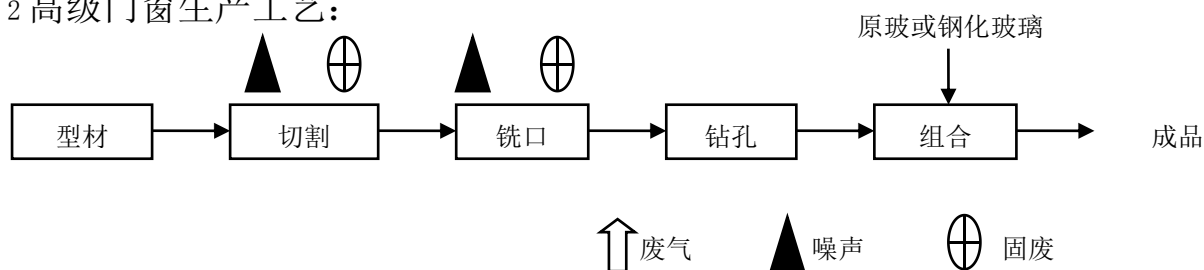 2 高级门窗生产工艺：
原玻或钢化玻璃
型材 切割 铣口 钻孔 组合 成品
废气 噪声 固废